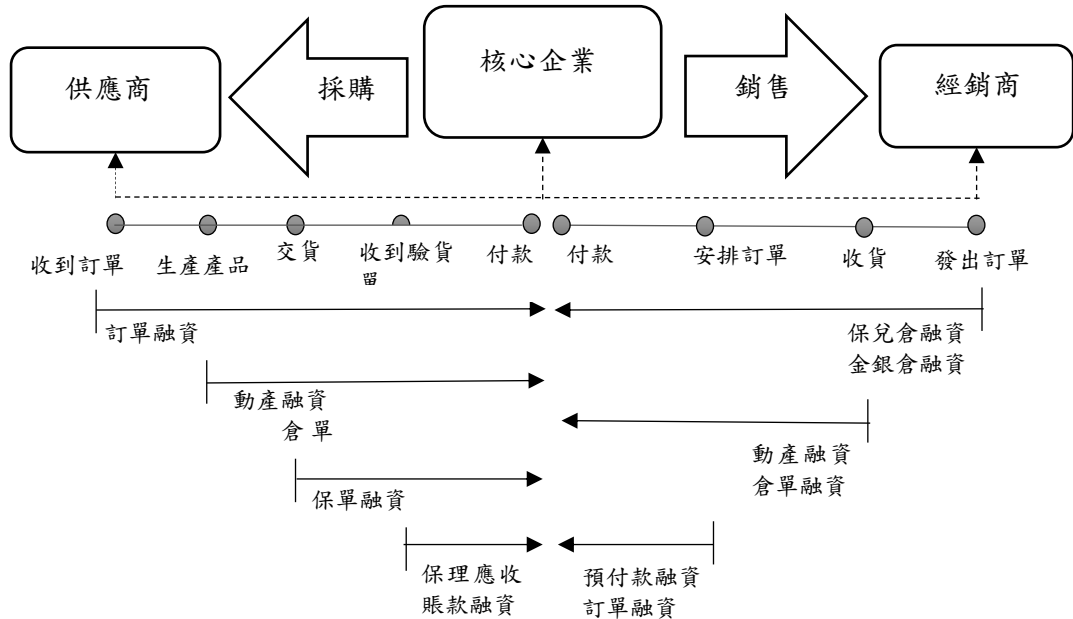 核心企業
供應商
採購
銷售
經銷商
收到訂單
生產產品
交貨
收到驗貨
單
付款
付款
安排訂單
收貨
發出訂單
訂單融資
保兌倉融資
金銀倉融資
動產融資
倉單
動產融資
倉單融資
保單融資
保理應收
賬款融資
預付款融資
訂單融資